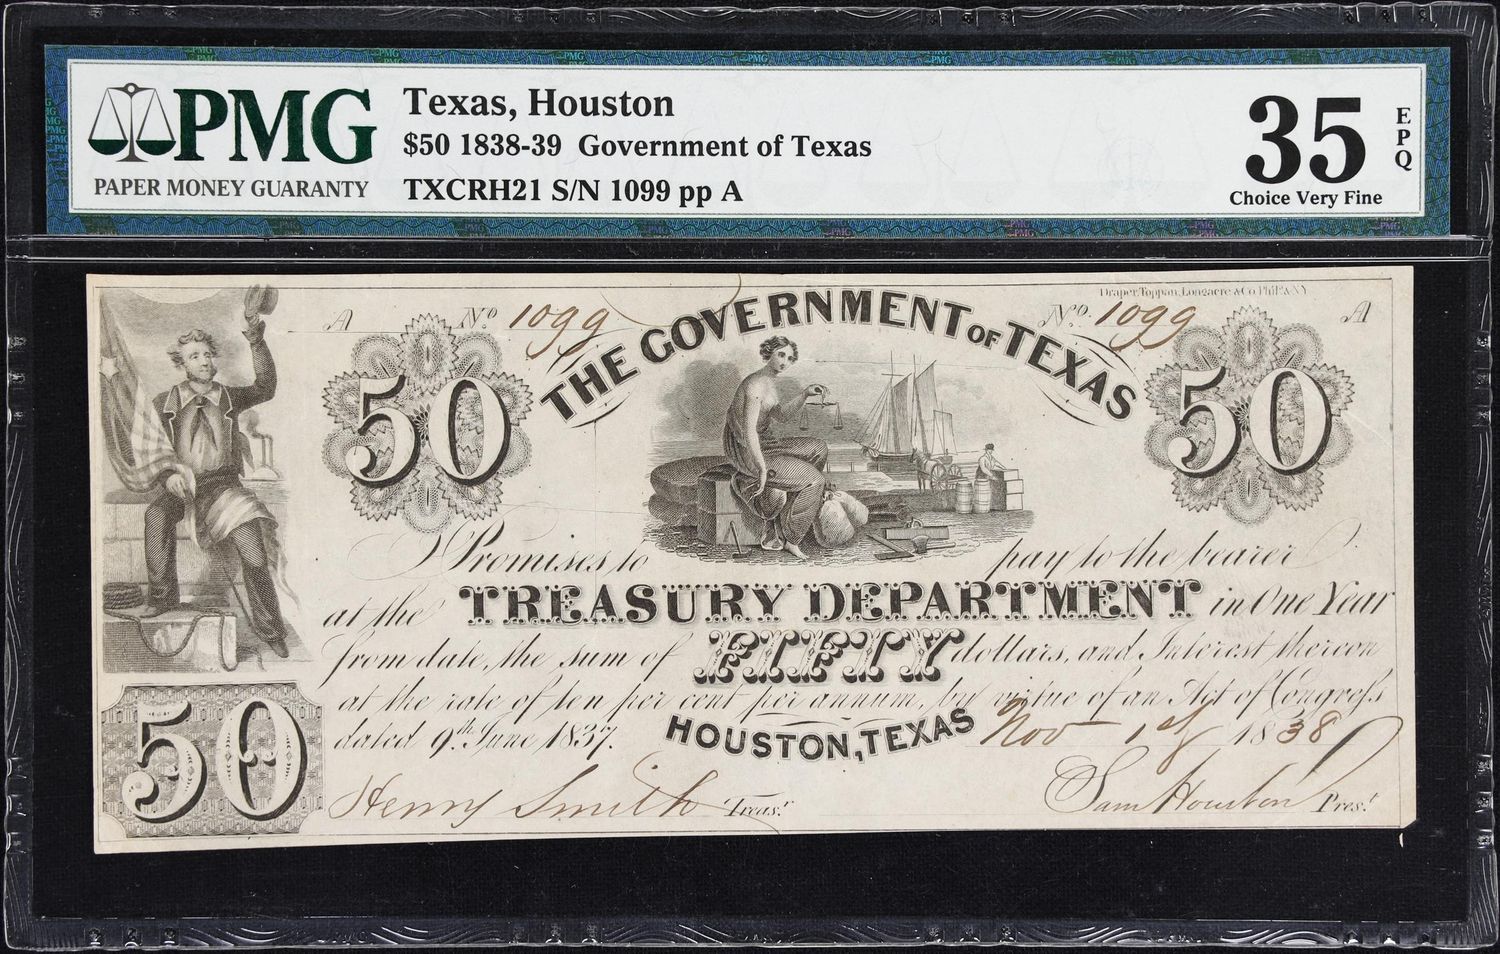 PMG
PAPER MONEY GUARANTY
Texas, Houston
$50 1838-39 Government of Texas
TXCRH21 S/N 1099 pp A
35
EPQ
Choice Very Fine
Draper, Toppan, Longacre & Co. Phila. & N.Y.
A No. 1099 No. 1099 A
THE GOVERNMENT OF TEXAS
50 50
Promises to pay to the bearer
at the TREASURY DEPARTMENT in One Year
from date, the sum of FIFTY dollars, and Interest thereon
at the rate of ten per cent per annum, by virtue of an Act of Congress
dated 9th. June 1837. HOUSTON, TEXAS Nov 1st 1838
50
Henry Smith Treasr. Sam Houston Prest.